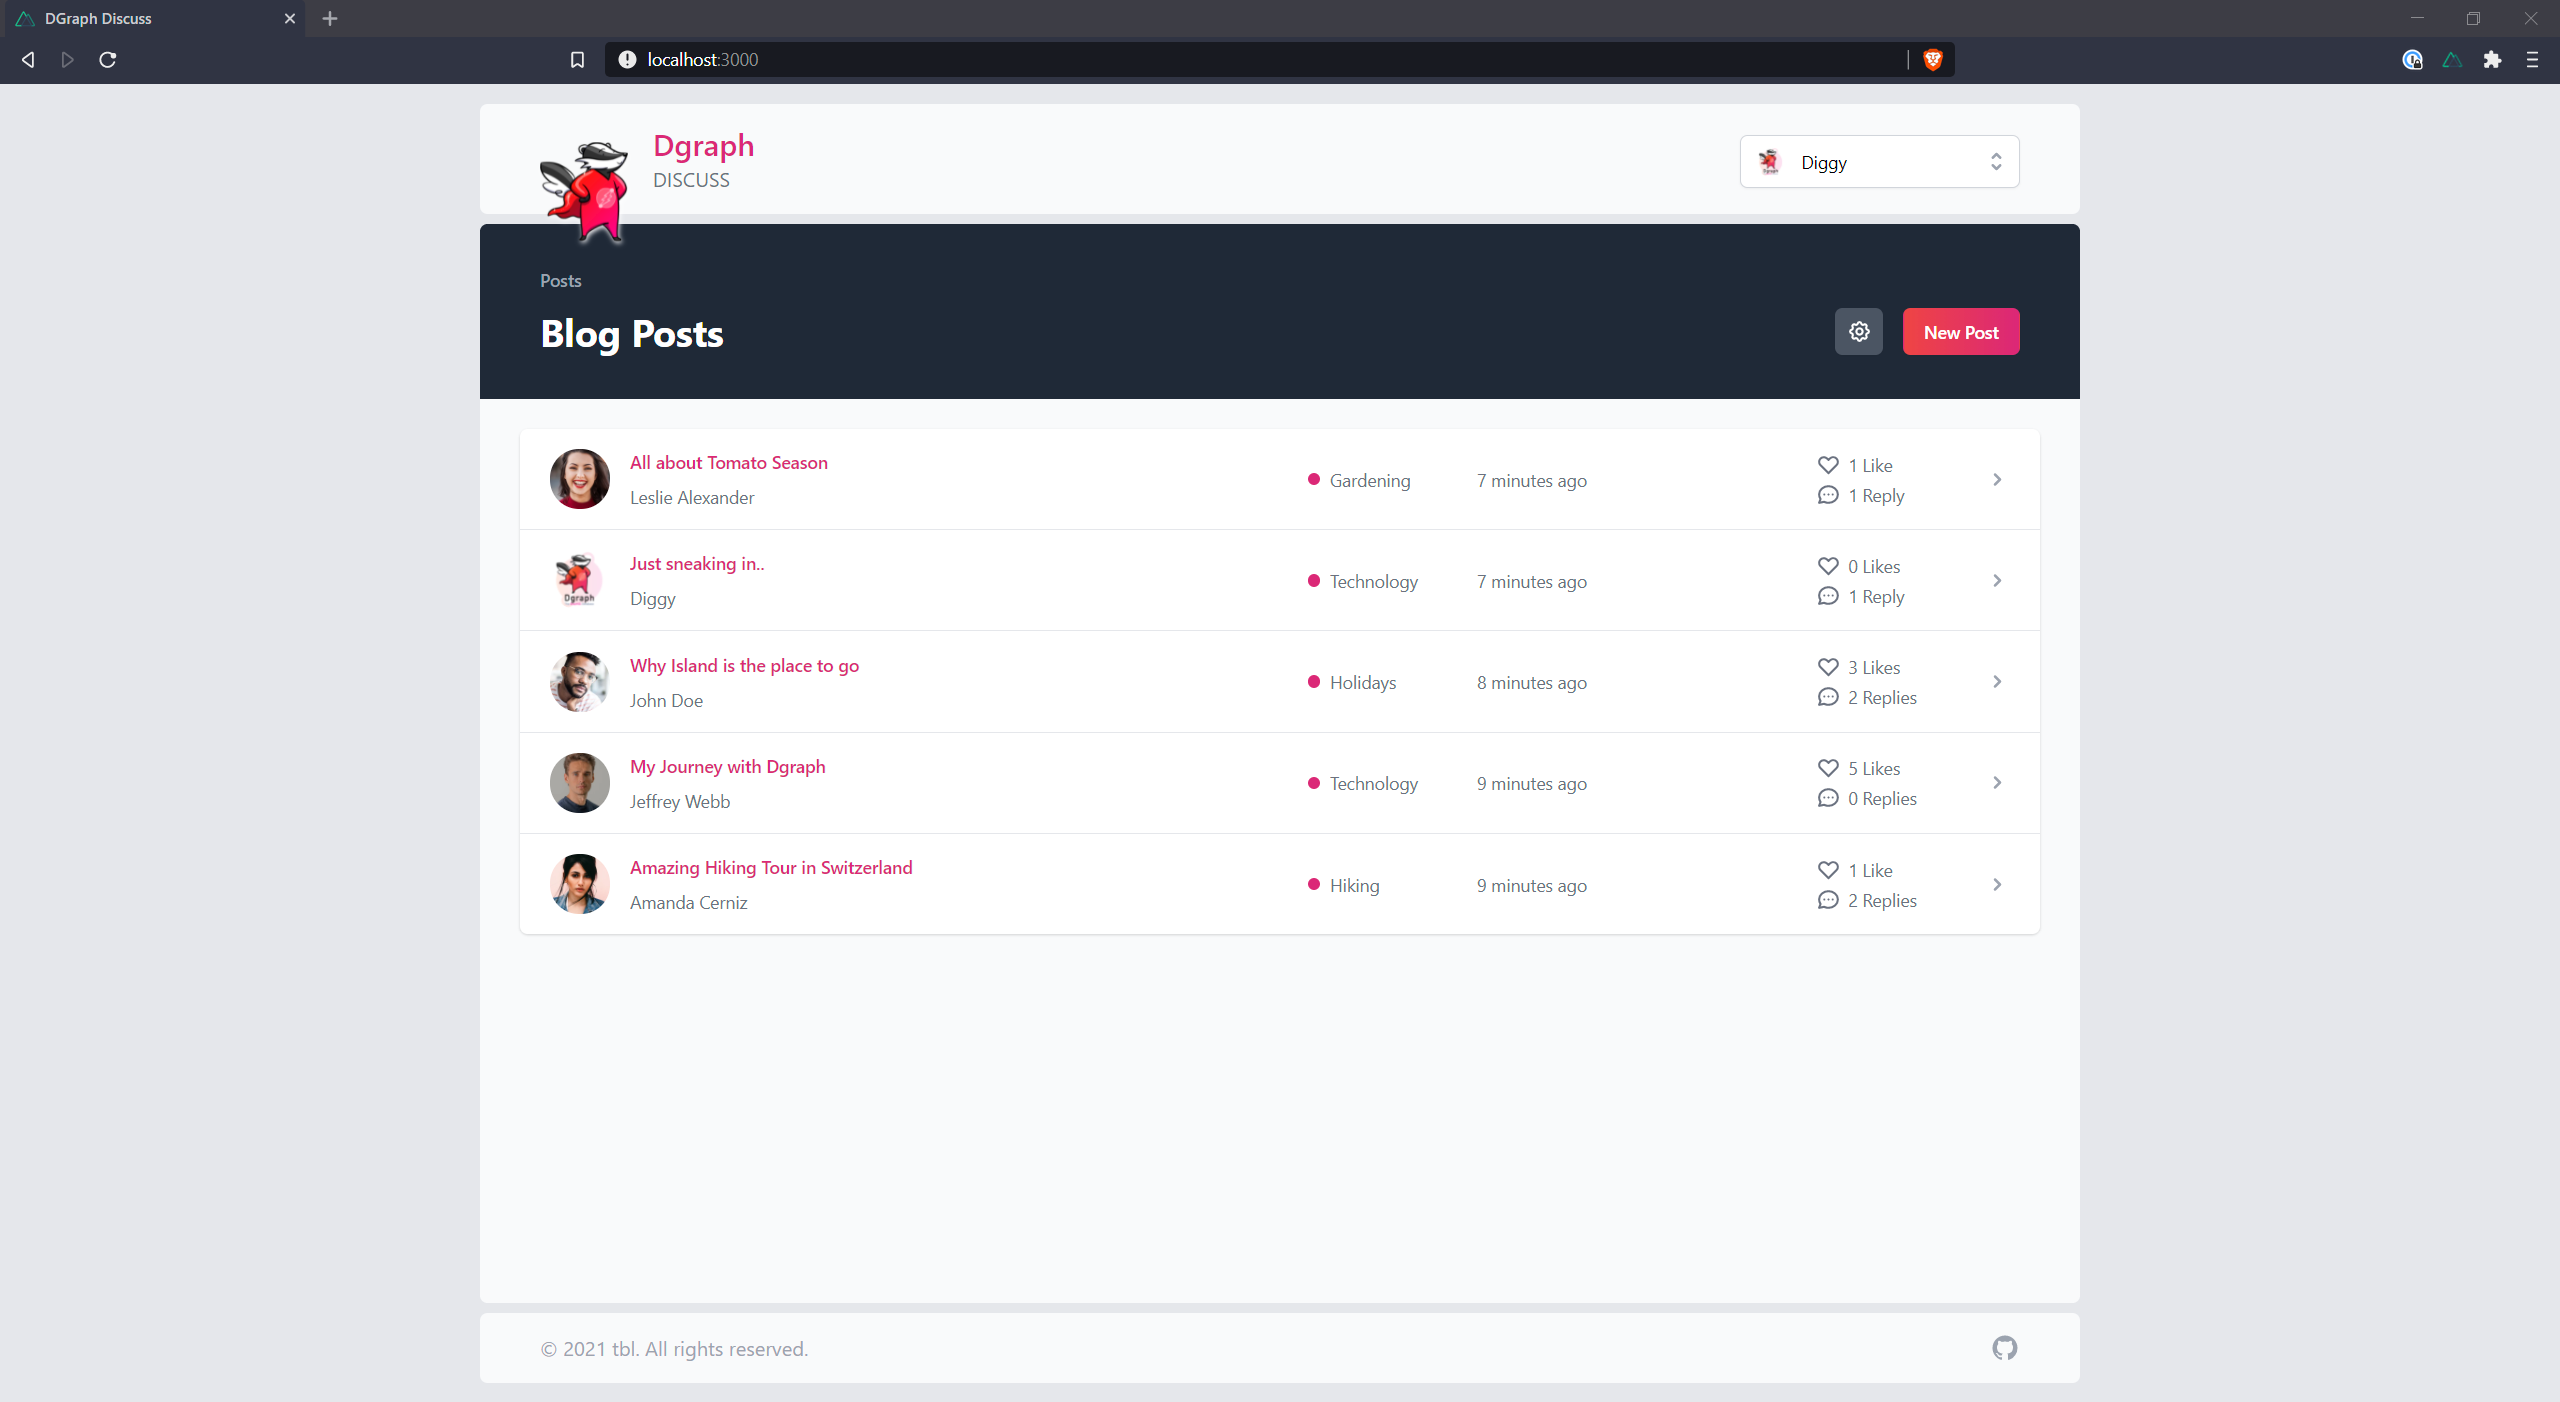 DGraph Discuss
localhost:3000
Dgraph
DISCUSS
Diggy
Posts
Blog Posts
New Post
All about Tomato Season
Leslie Alexander
Gardening
7 minutes ago
1 Like
1 Reply
Just sneaking in..
Diggy
Dgraph
Technology
7 minutes ago
0 Likes
1 Reply
Why Island is the place to go
John Doe
Holidays
8 minutes ago
3 Likes
2 Replies
My Journey with Dgraph
Jeffrey Webb
Technology
9 minutes ago
5 Likes
0 Replies
Amazing Hiking Tour in Switzerland
Amanda Cerniz
Hiking
9 minutes ago
1 Like
2 Replies
© 2021 tbl. All rights reserved.